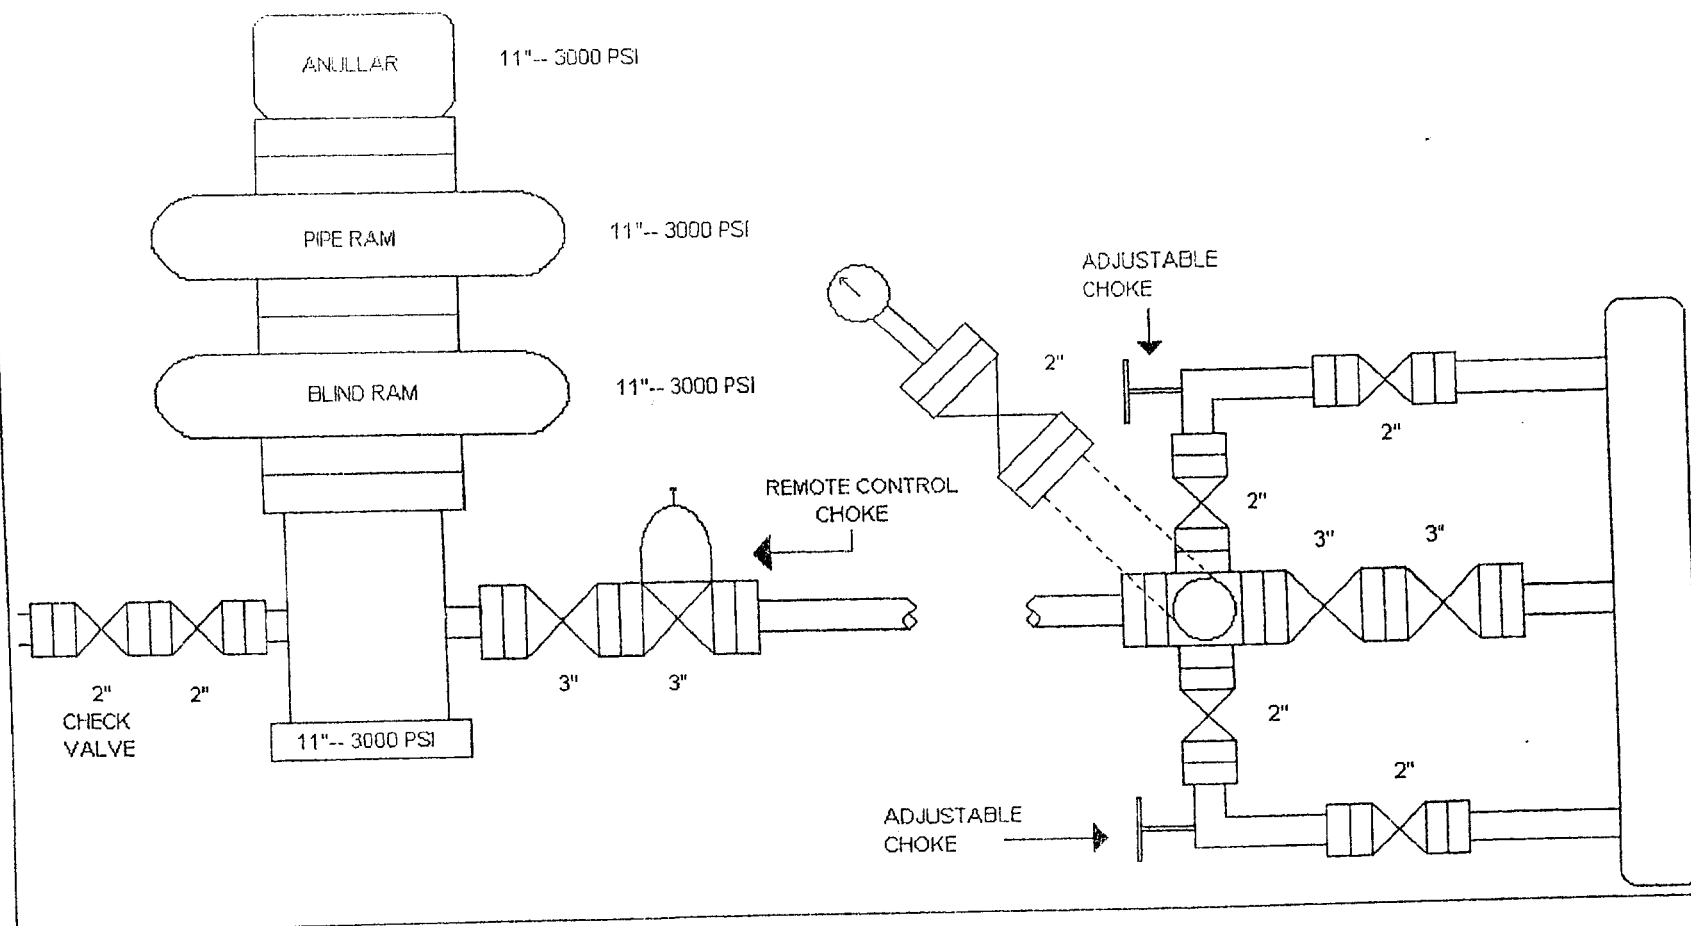 ANULLAR
11"-- 3000 PSI
PIPE RAM
11"-- 3000 PSI
BLIND RAM
11"-- 3000 PSI
ADJUSTABLE
CHOKE
2"
2"
2"
REMOTE CONTROL
CHOKE
3"
3"
2"
2"
CHECK
VALVE
3"
3"
11"-- 3000 PSI
2"
2"
ADJUSTABLE
CHOKE